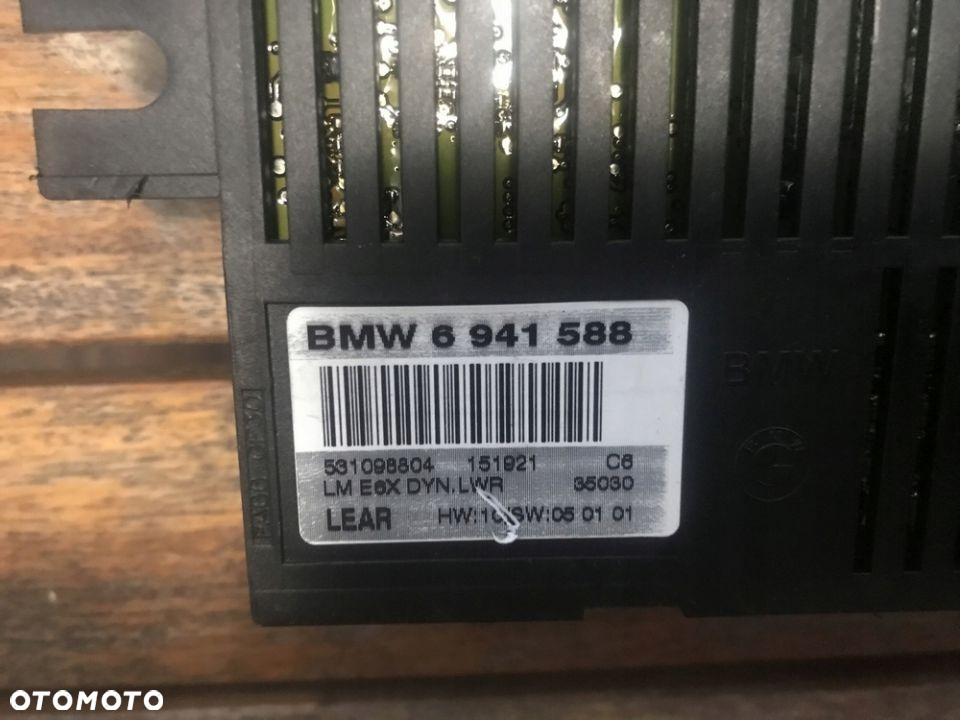 BMW 6 941 588
531098804 151921 C6
LM E6X DYN.LWR 35030
LEAR HW:10/SW:05 01 01
BMW
OTOMOTO